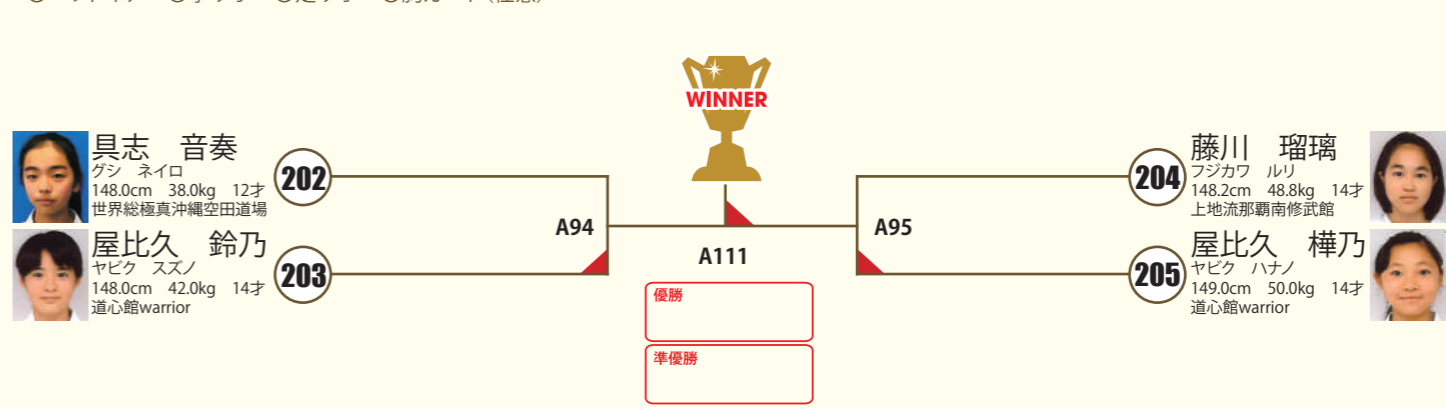 WINNER
具志　音奏
グシ　ネイロ
148.0cm　38.0kg　12才
世界総極真沖縄空田道場
202
屋比久　鈴乃
ヤビク　スズノ
148.0cm　42.0kg　14才
道心館warrior
203
A94
A111
A95
優勝
準優勝
204
藤川　瑠璃
フジカワ　ルリ
148.2cm　48.8kg　14才
上地流那覇南修武館
205
屋比久　樺乃
ヤビク　ハナノ
149.0cm　50.0kg　14才
道心館warrior